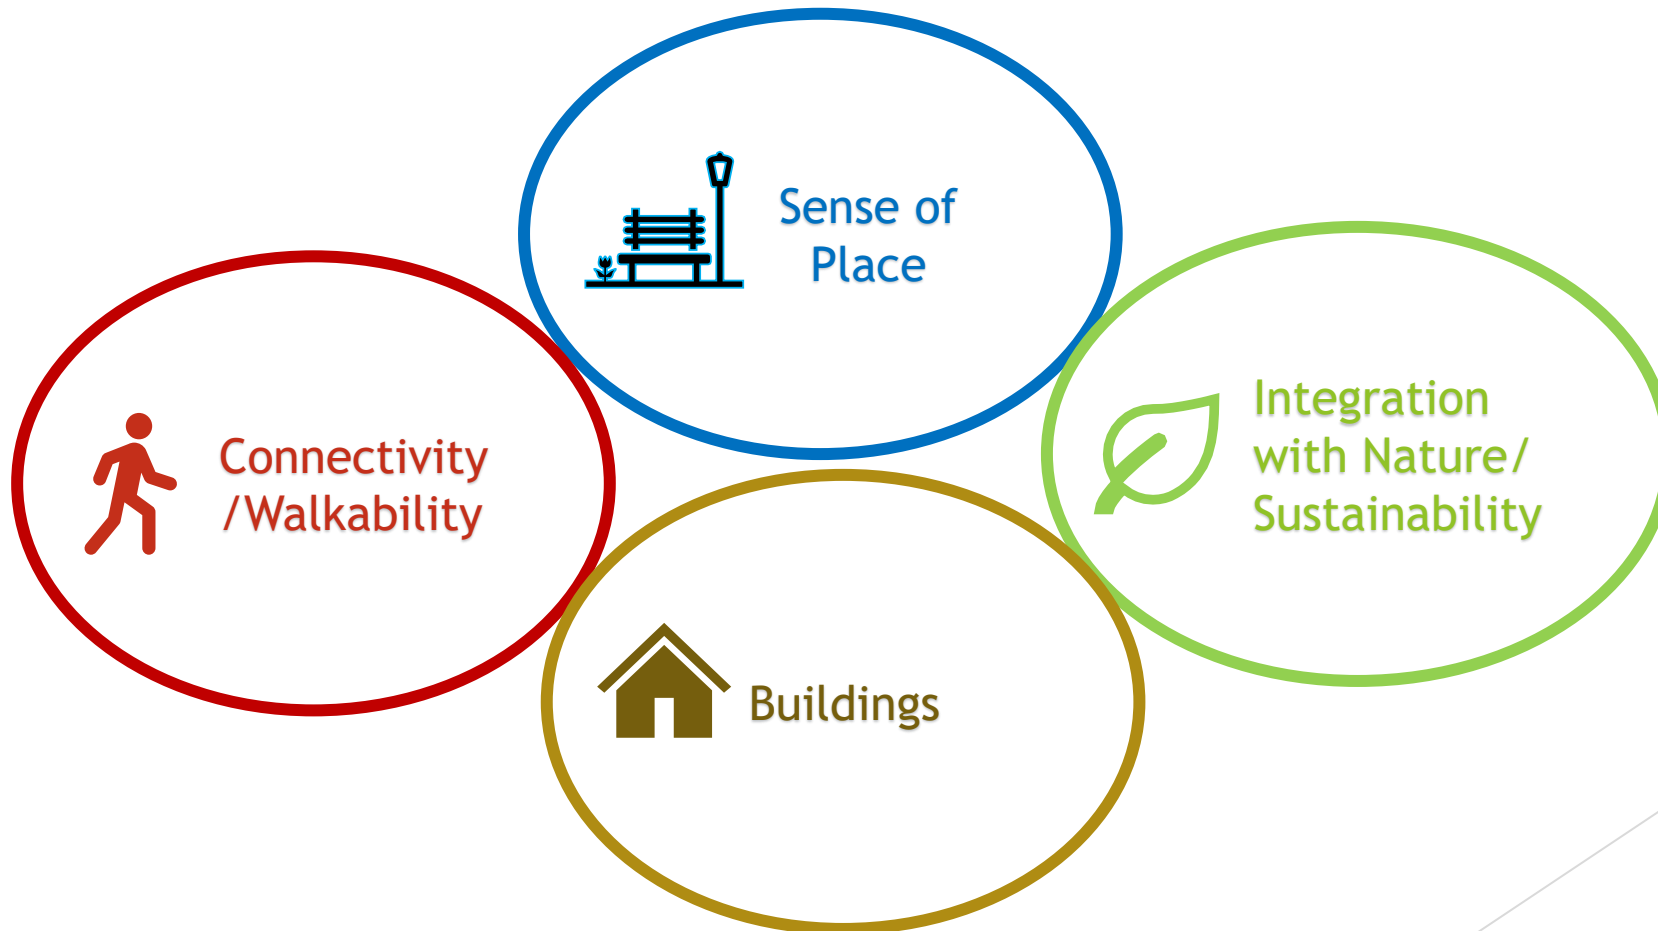 Sense of
Place
Connectivity
/Walkability
Integration
with Nature/
Sustainability
Buildings